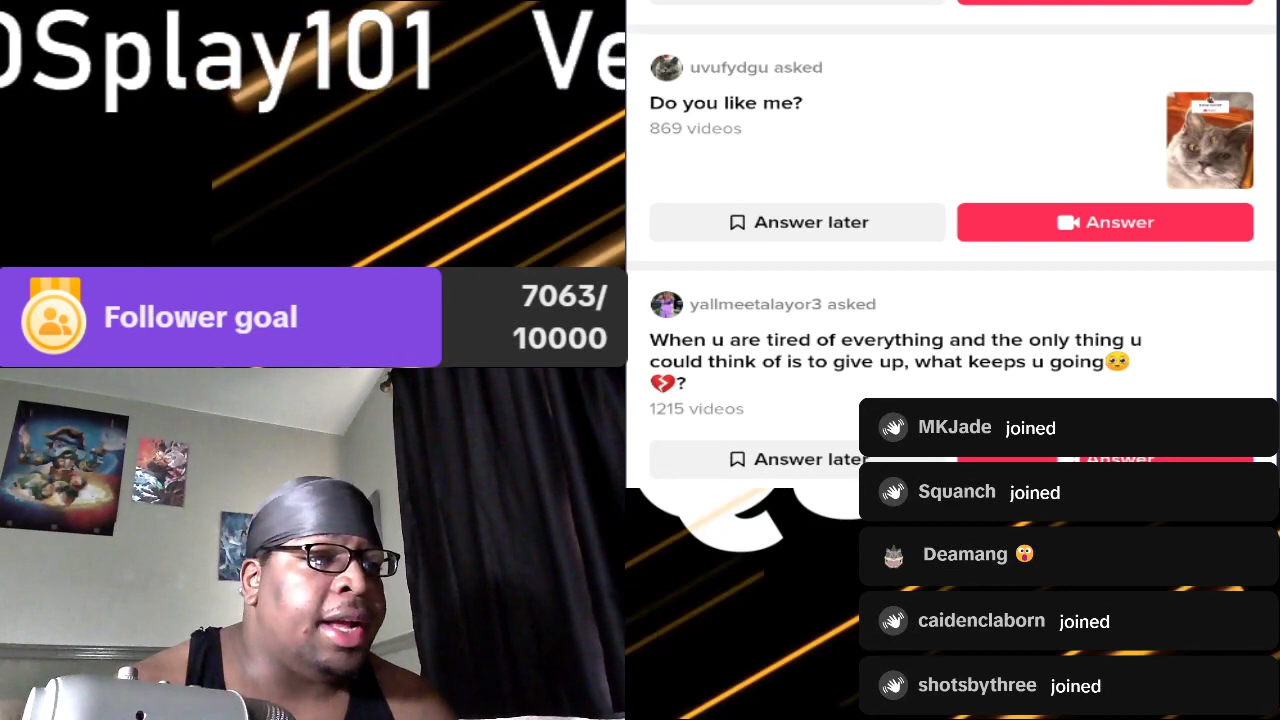 OSplay101 Ve
uvufydgu asked
Do you like me?
869 videos
Answer later
Answer
Follower goal
7063/
10000
yallmeetalayor3 asked
When u are tired of everything and the only thing u
could think of is to give up, what keeps u going🥺
💔?
1215 videos
Answer later
Answer
MKJade joined
Squanch joined
Deamang 😲
caidenclaborn joined
shotsbythree joined